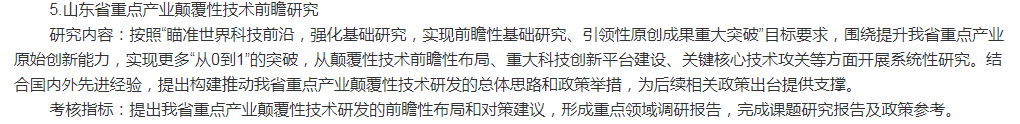 5.山东省重点产业颠覆性技术前瞻研究
研究内容：按照“瞄准世界科技前沿，强化基础研究，实现前瞻性基础研究、引领性原创成果重大突破”目标要求，围绕提升我省重点产业
原始创新能力，实现更多“从0到1”的突破，从颠覆性技术前瞻性布局、重大科技创新平台建设、关键核心技术攻关等方面开展系统性研究。结
合国内外先进经验，提出构建推动我省重点产业颠覆性技术研发的总体思路和政策举措，为后续相关政策出台提供支撑。
考核指标：提出我省重点产业颠覆性技术研发的前瞻性布局和对策建议，形成重点领域调研报告，完成课题研究报告及政策参考。